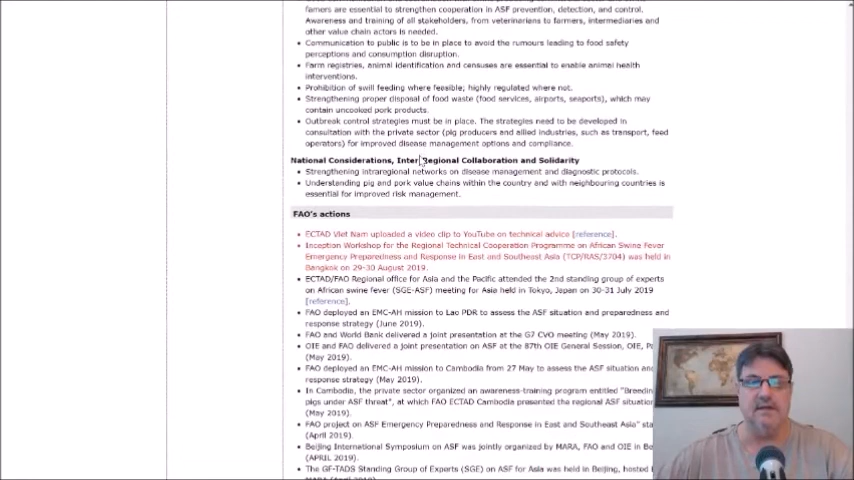 famers are essential to strengthen cooperation in ASF prevention, detection, and control.
Awareness and training of all stakeholders, from veterinarians to farmers, intermediaries and
other value chain actors is needed.
Communication to public is to be in place to avoid the rumours leading to food safety
perceptions and consumption disruption.
Farm registries, animal identification and censuses are essential to enable animal health
interventions.
Prohibition of swill feeding where feasible; highly regulated where not.
Strengthening proper disposal of food waste (food services, airports, seaports), which may
contain uncooked pork products.
Outbreak control strategies must be in place. The strategies need to be developed in
consultation with the private sector (pig producers and allied industries, such as transport, feed
operators) for improved disease management options and compliance.
National Considerations, Inter Regional Collaboration and Solidarity
Strengthening intraregional networks on disease management and diagnostic protocols.
Understanding pig and pork value chains within the country and with neighbouring countries is
essential for improved risk management.
FAO's actions
ECTAD Viet Nam uploaded a video clip to YouTube on technical advice [reference].
Inception Workshop for the Regional Technical Cooperation Programme on African Swine Fever
Emergency Preparedness and Response in East and Southeast Asia (TCP/RAS/3704) was held in
Bangkok on 29-30 August 2019.
ECTAD/FAO Regional office for Asia and the Pacific attended the 2nd standing group of experts
on African swine fever (SGE-ASF) meeting for Asia held in Tokyo, Japan on 30-31 July 2019
[reference].
FAO deployed an EMC-AH mission to Lao PDR to assess the ASF situation and preparedness and
response strategy (June 2019).
FAO and World Bank delivered a joint presentation at the G7 CVO meeting (May 2019).
OIE and FAO delivered a joint presentation on ASF at the 87th OIE General Session, OIE,
(May 2019).
FAO deployed an EMC-AH mission to Cambodia from 27 May to assess the ASF situation and
response strategy (May 2019).
In Cambodia, the private sector organized an awareness-training program entitled "Breedin
pigs under ASF threat", at which FAO ECTAD Cambodia presented the regional ASF situation
(May 2019).
FAO project on ASF Emergency Preparedness and Response in East and Southeast Asia" sta
(April 2019).
Beijing International Symposium on ASF was jointly organized by MARA, FAO and OIE in Be
(APRIL 2019).
The GF-TADS Standing Group of Experts (SGE) on ASF for Asia was held in Beijing, hosted